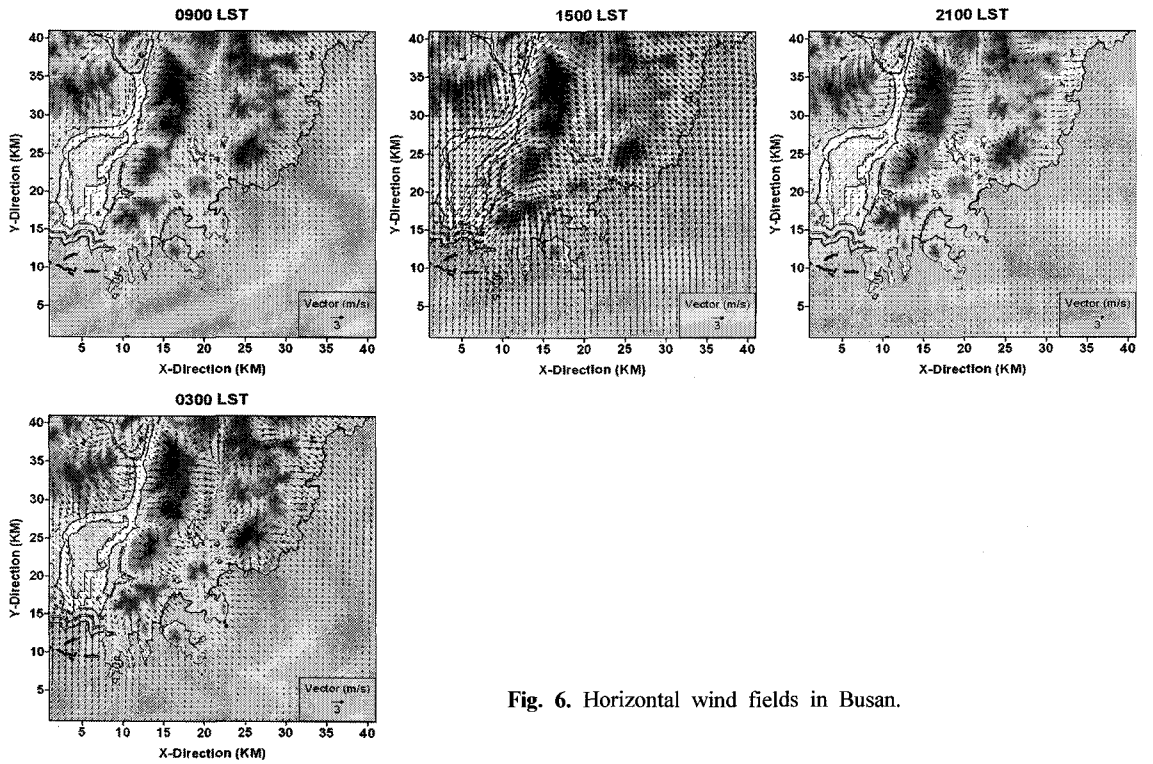 0900 LST
1500 LST
2100 LST
40
35
30
25
20
15
10
5
Y-Direction (KM)
Vector (m/s)
3
5 10 15 20 25 30 35 40
X-Direction (KM)
40
35
30
25
20
15
10
5
Y-Direction (KM)
Vector (m/s)
3
5 10 15 20 25 30 35 40
X-Direction (KM)
40
35
30
25
20
15
10
5
Y-Direction (KM)
Vector (m/s)
3
5 10 15 20 25 30 35 40
X-Direction (KM)
0300 LST
40
35
30
25
20
15
10
5
Y-Direction (KM)
Vector (m/s)
3
5 10 15 20 25 30 35 40
X-Direction (KM)
Fig. 6. Horizontal wind fields in Busan.